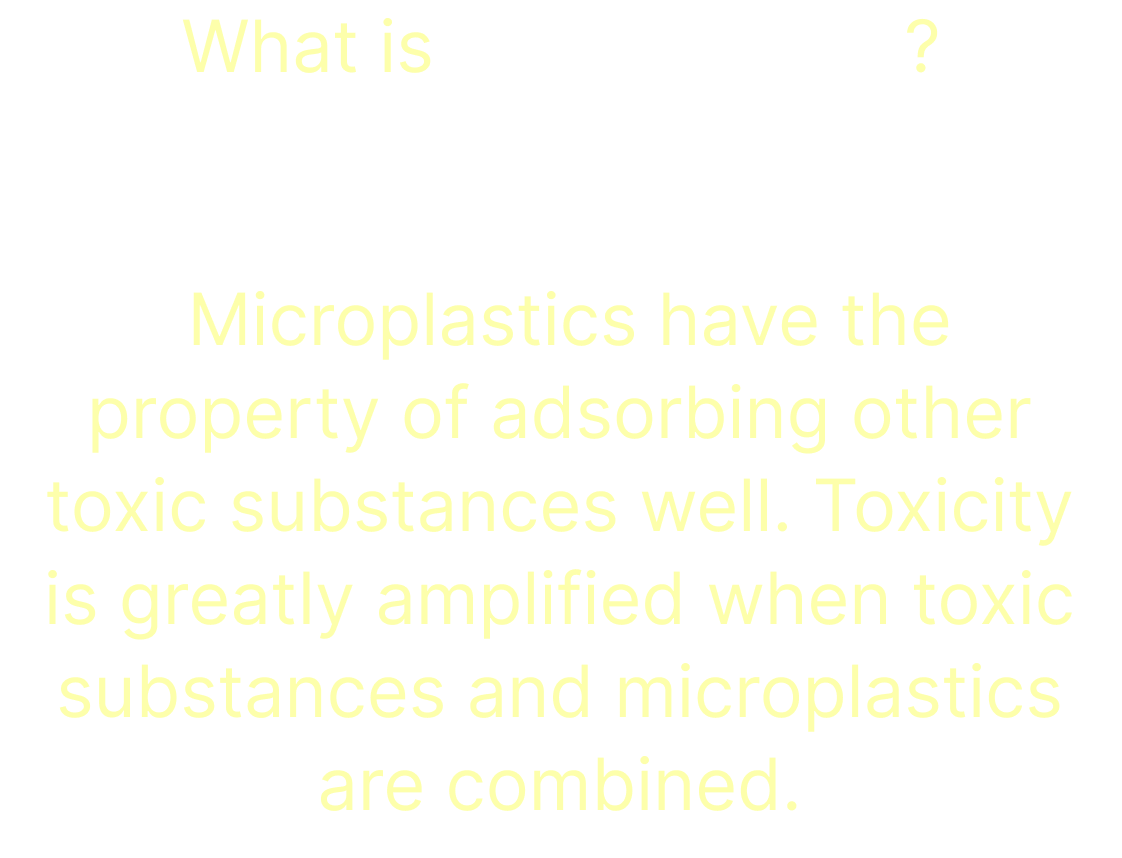 What is ?
Microplastics have the
property of adsorbing other
toxic substances well. Toxicity
is greatly amplified when toxic
substances and microplastics
are combined.